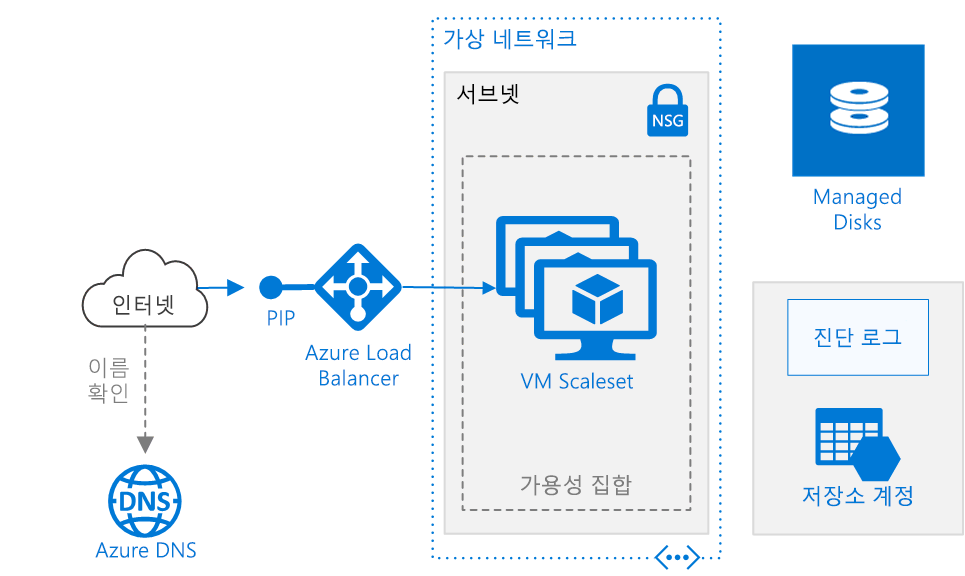 가상 네트워크
서브넷
NSG
Managed
Disks
인터넷
PIP
Azure Load
Balancer
VM Scaleset
가용성 집합
이름
확인
DNS
Azure DNS
진단 로그
저장소 계정